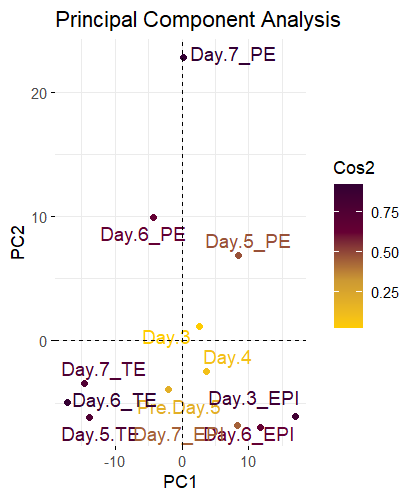 Principal Component Analysis
Day.7_PE
20
Cos2
0.75
0.50
0.25
Day.6_PE
Day.5_PE
10
PC2
Day.3
0
Day.4
Day.7_TE
Day.6_TE
Day.3_EPI
Pre.Day.5
Day.5.TE
Day.7_EPI
Day.6_EPI
-10
0
10
PC1